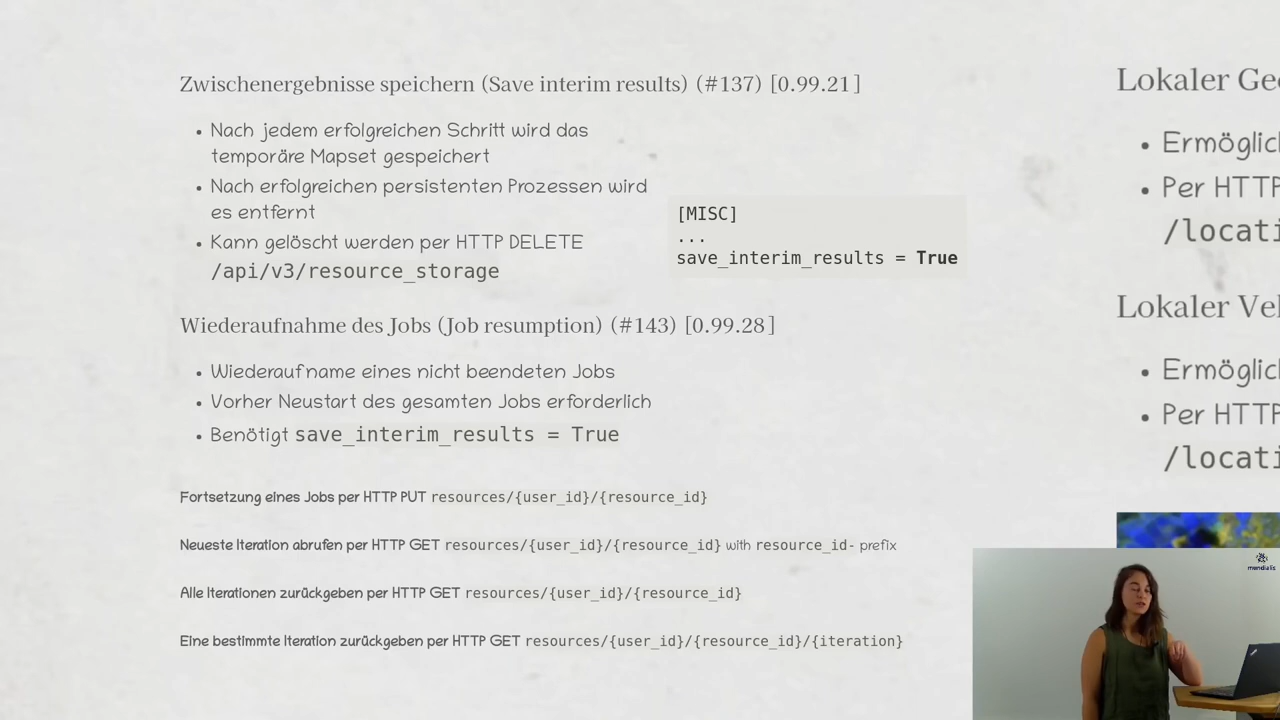 Zwischenergebnisse speichern (Save interim results) (#137) [0.99.21]
• Nach jedem erfolgreichen Schritt wird das
temporäre Mapset gespeichert
• Nach erfolgreichen persistenten Prozessen wird
es entfernt
• Kann gelöscht werden per HTTP DELETE
/api/v3/resource_storage
[MISC]
...
save_interim_results = True
Wiederaufnahme des Jobs (Job resumption) (#143) [0.99.28]
• Wiederaufname eines nicht beendeten Jobs
• Vorher Neustart des gesamten Jobs erforderlich
• Benötigt save_interim_results = True
Fortsetzung eines Jobs per HTTP PUT resources/{user_id}/{resource_id}
Neueste Iteration abrufen per HTTP GET resources/{user_id}/{resource_id} with resource_id- prefix
Alle Iterationen zurückgeben per HTTP GET resources/{user_id}/{resource_id}
Eine bestimmte Iteration zurückgeben per HTTP GET resources/{user_id}/{resource_id}/{iteration}
Lokaler Geo
• Ermöglic
• Per HTTP
/locati
Lokaler Ve
• Ermöglic
• Per HTTP
/locati
mundialis